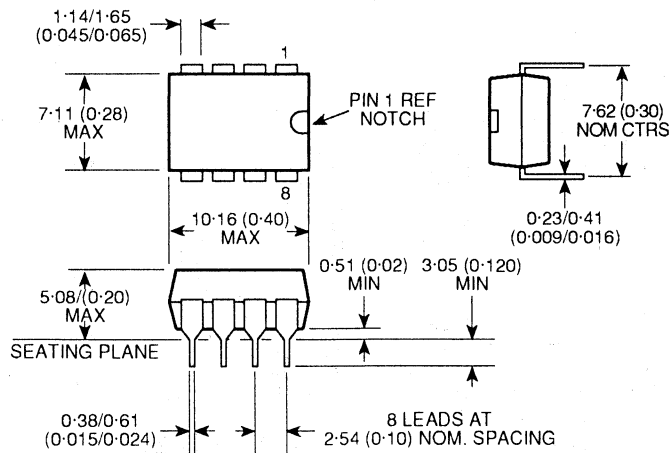 1·14/1·65
(0·045/0·065)
1
7·11 (0·28)
MAX
PIN 1 REF
NOTCH
7·62 (0·30)
NOM CTRS
8
10·16 (0·40)
MAX
0·23/0·41
(0·009/0·016)
0·51 (0·02)
MIN
3·05 (0·120)
MIN
5·08/(0·20)
MAX
SEATING PLANE
0·38/0·61
(0·015/0·024)
8 LEADS AT
2·54 (0·10) NOM. SPACING